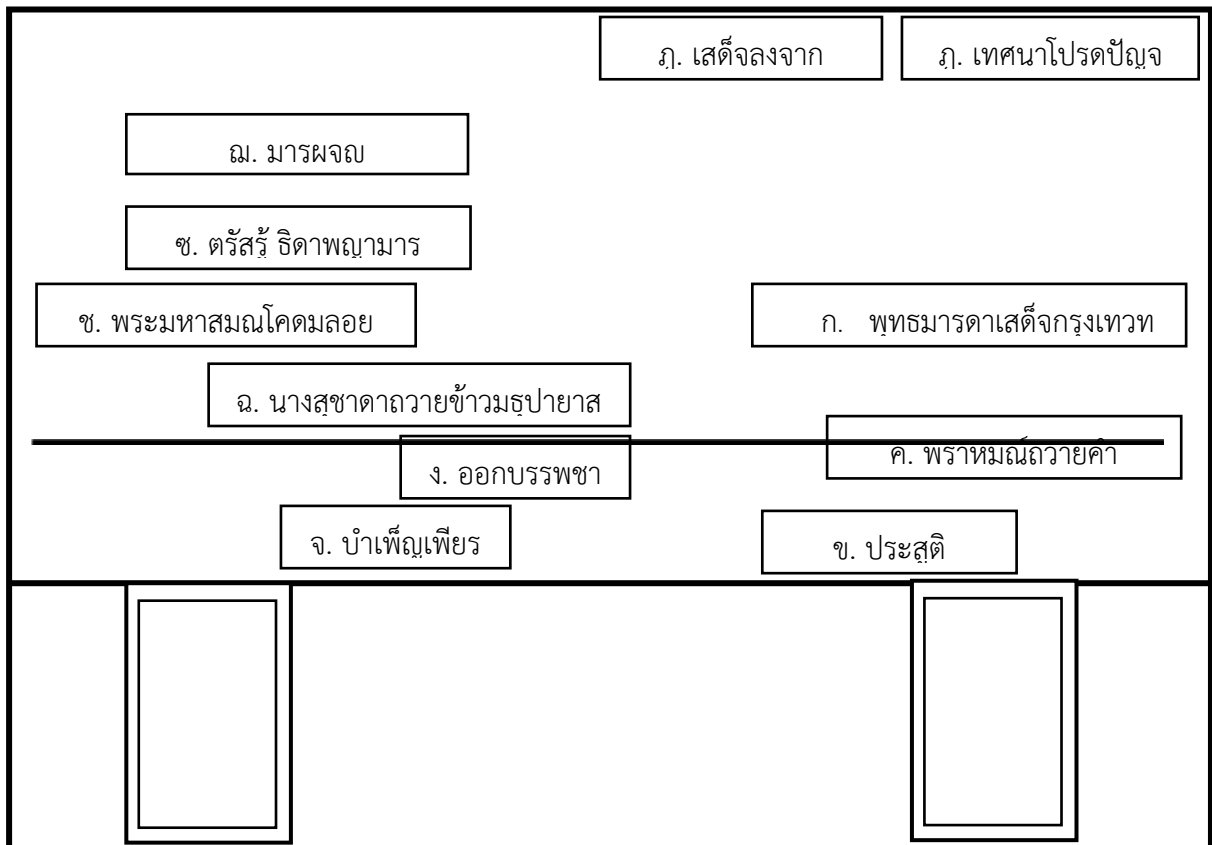 ภู. เสด็จลงจาก
ภู. เทศนาโปรดปัญจ
ฌ. มารผจญ
ซ. ตรัสรู้ ธิดาพญามาร
ช. พระมหาสมณโคดมลอย
ก. พุทธมารดาเสด็จกรุงเทวท
ฉ. นางสุชาดาถวายข้าวมธุปายาส
ค. พราหมณ์ถวายคำ
ง. ออกบรรพชา
จ. บำเพ็ญเพียร
ข. ประสูติ